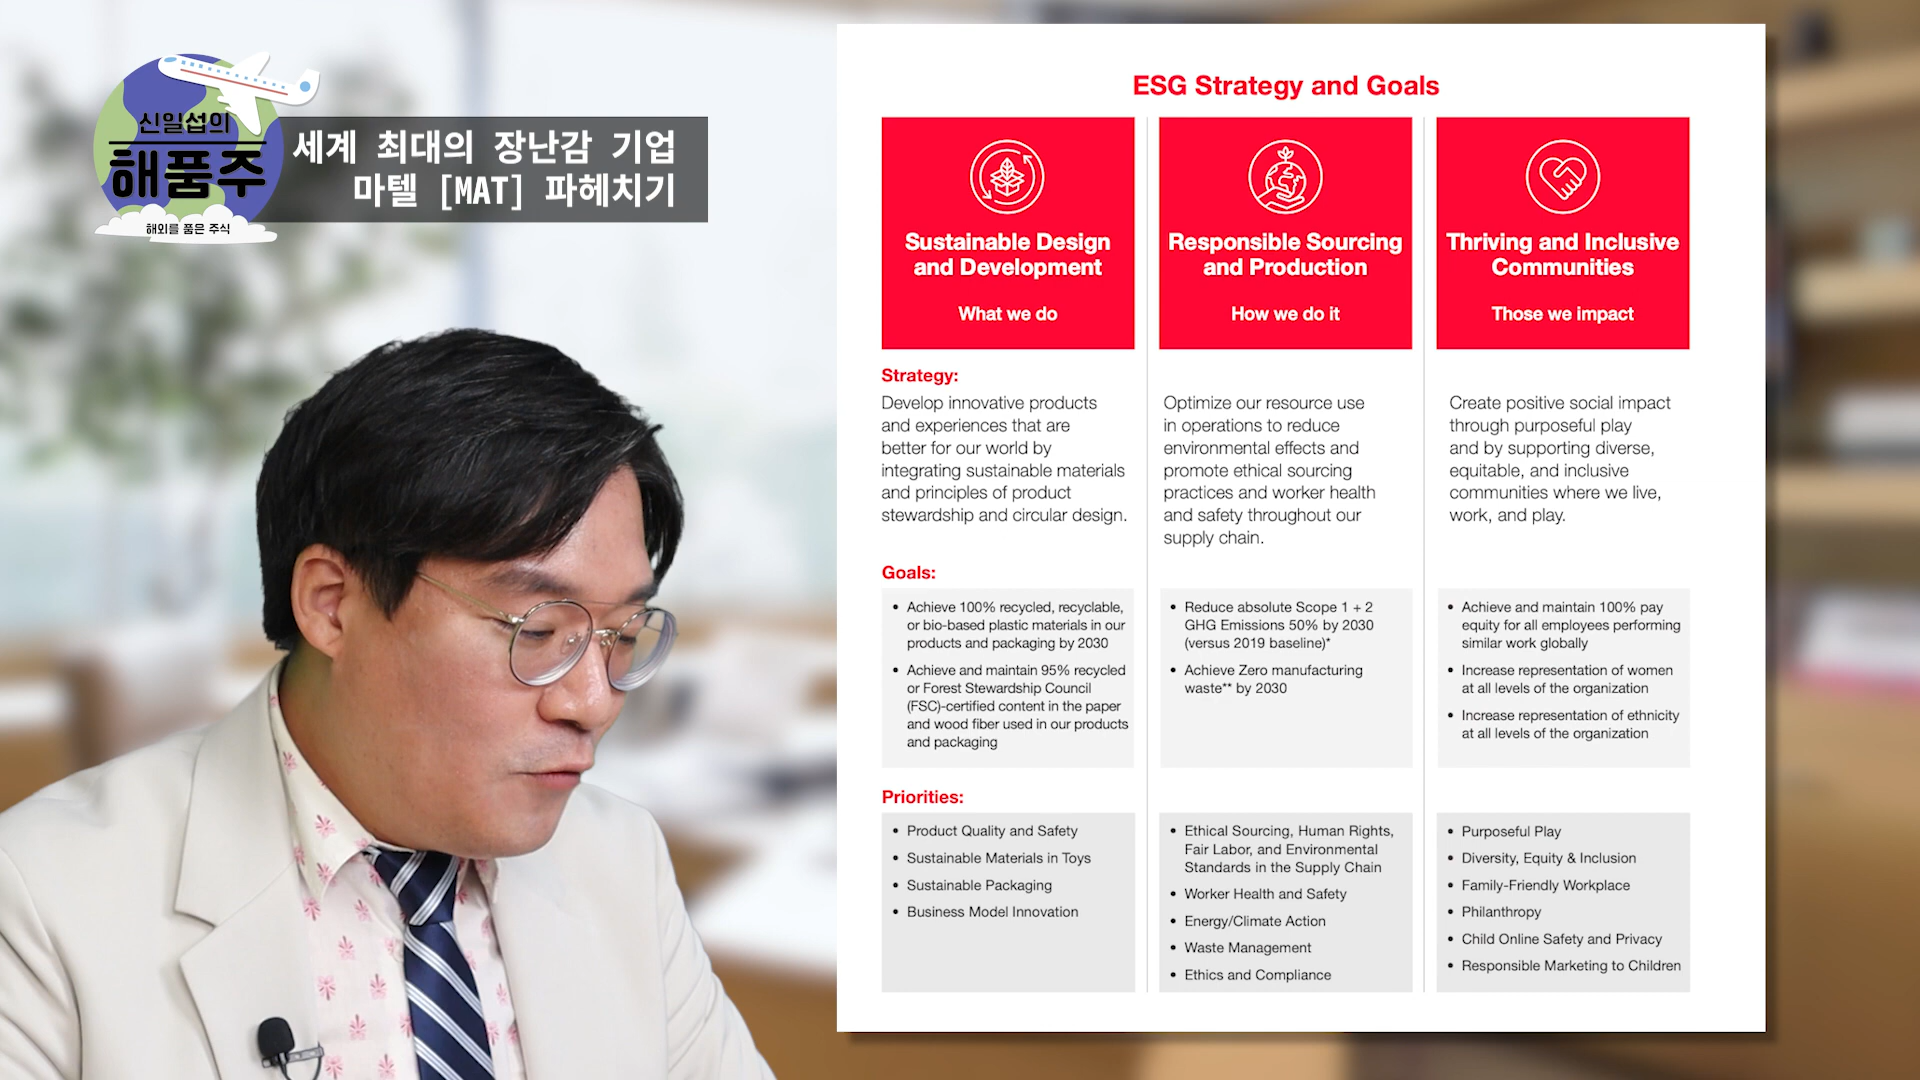 신일섭의
해품주
해외를 품은 주식
세계 최대의 장난감 기업
마텔 [MAT] 파헤치기
ESG Strategy and Goals
Sustainable Design
and Development
What we do
Responsible Sourcing
and Production
How we do it
Thriving and Inclusive
Communities
Those we impact
Strategy:
Develop innovative products
and experiences that are
better for our world by
integrating sustainable materials
and principles of product
stewardship and circular design.
Optimize our resource use
in operations to reduce
environmental effects and
promote ethical sourcing
practices and worker health
and safety throughout our
supply chain.
Create positive social impact
through purposeful play
and by supporting diverse,
equitable, and inclusive
communities where we live,
work, and play.
Goals:
• Achieve 100% recycled, recyclable,
or bio-based plastic materials in our
products and packaging by 2030
• Achieve and maintain 95% recycled
or Forest Stewardship Council
(FSC)-certified content in the paper
and wood fiber used in our products
and packaging
• Reduce absolute Scope 1 + 2
GHG Emissions 50% by 2030
(versus 2019 baseline)*
• Achieve Zero manufacturing
waste** by 2030
• Achieve and maintain 100% pay
equity for all employees performing
similar work globally
• Increase representation of women
at all levels of the organization
• Increase representation of ethnicity
at all levels of the organization
Priorities:
• Product Quality and Safety
• Sustainable Materials in Toys
• Sustainable Packaging
• Business Model Innovation
• Ethical Sourcing, Human Rights,
Fair Labor, and Environmental
Standards in the Supply Chain
• Worker Health and Safety
• Energy/Climate Action
• Waste Management
• Ethics and Compliance
• Purposeful Play
• Diversity, Equity & Inclusion
• Family-Friendly Workplace
• Philanthropy
• Child Online Safety and Privacy
• Responsible Marketing to Children